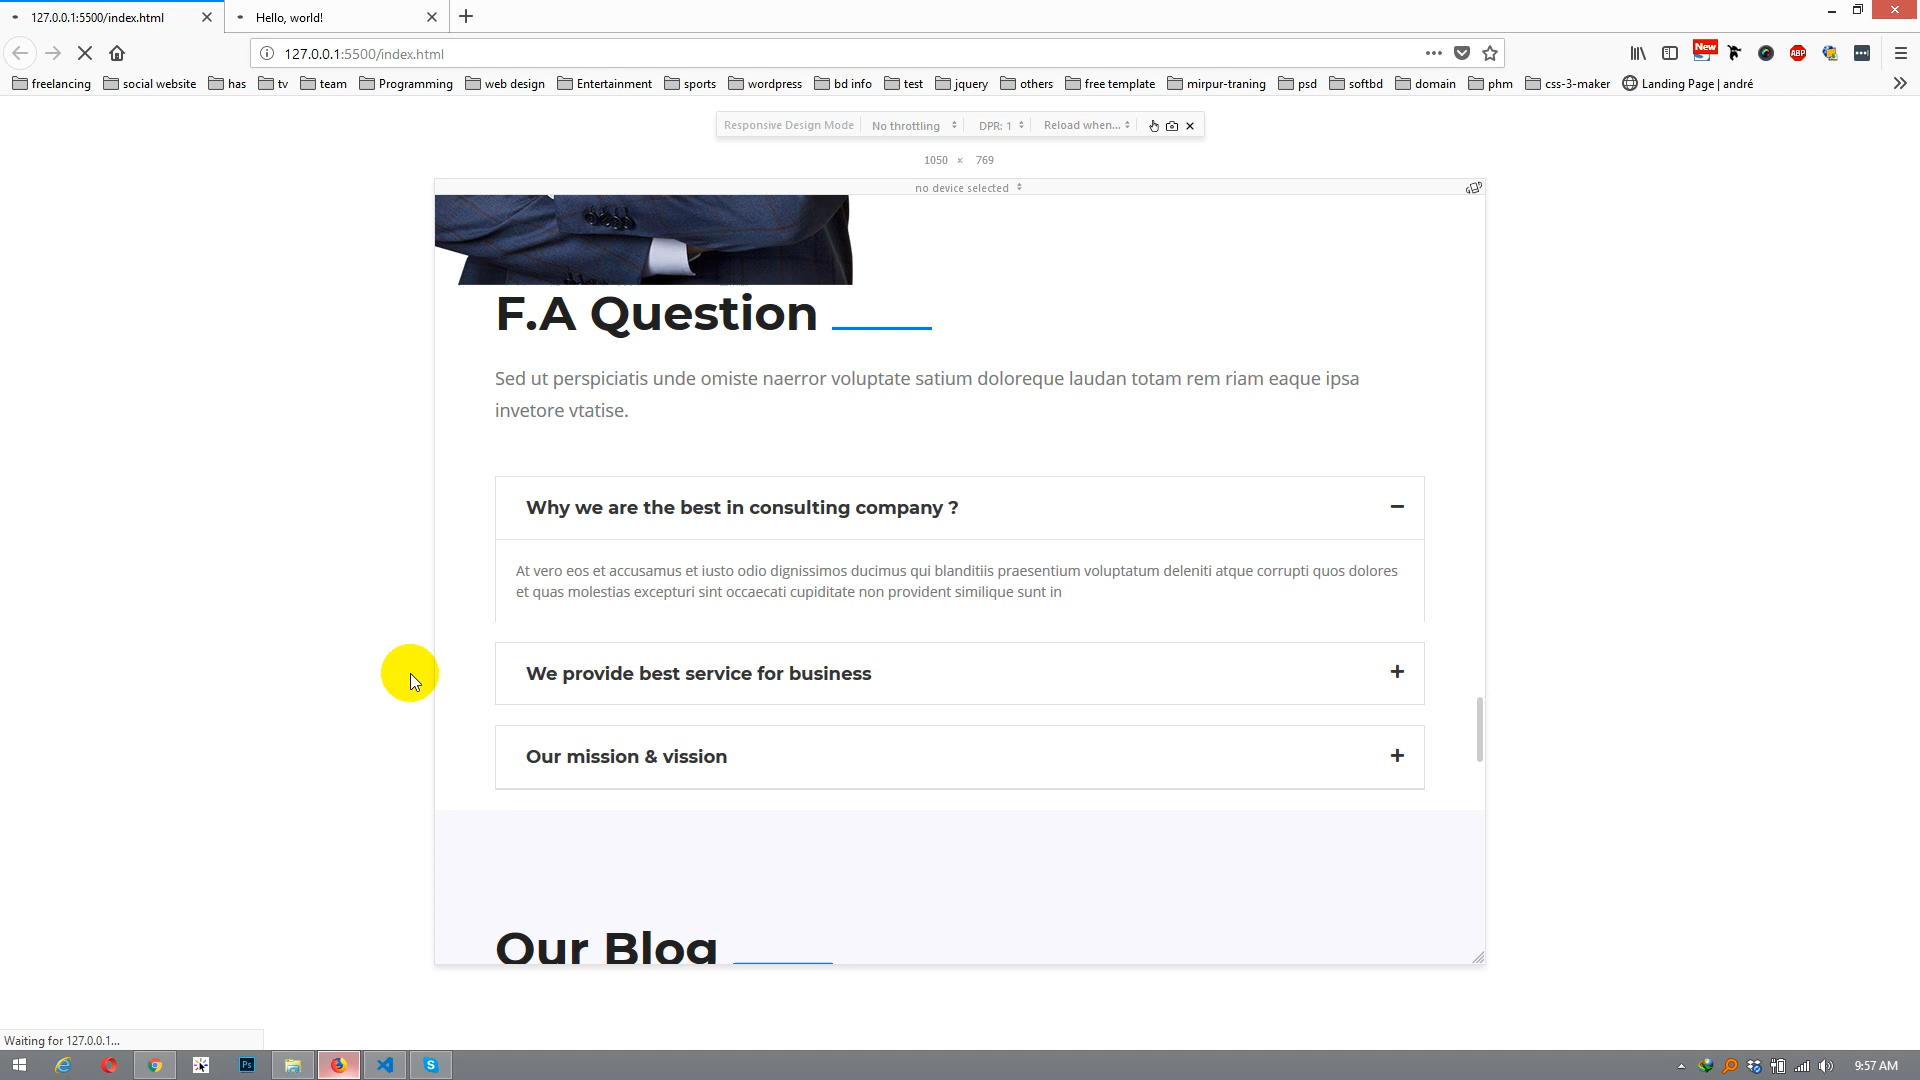 127.0.0.1:5500/index.html
Hello, world!
127.0.0.1:5500/index.html
New
ABP
freelancing
social website
has
tv
team
Programming
web design
Entertainment
sports
wordpress
bd info
test
jquery
others
free template
mirpur-traning
psd
softbd
domain
phm
css-3-maker
Landing Page | andré
Responsive Design Mode
No throttling
DPR: 1
Reload when...
1050 × 769
no device selected
F.A Question
Sed ut perspiciatis unde omiste naerror voluptate satium doloreque laudan totam rem riam eaque ipsa
invetore vtatise.
Why we are the best in consulting company ?
At vero eos et accusamus et iusto odio dignissimos ducimus qui blanditiis praesentium voluptatum deleniti atque corrupti quos dolores
et quas molestias excepturi sint occaecati cupiditate non provident similique sunt in
We provide best service for business
Our mission & vission
Our Blog
Waiting for 127.0.0.1...
Ps
9:57 AM